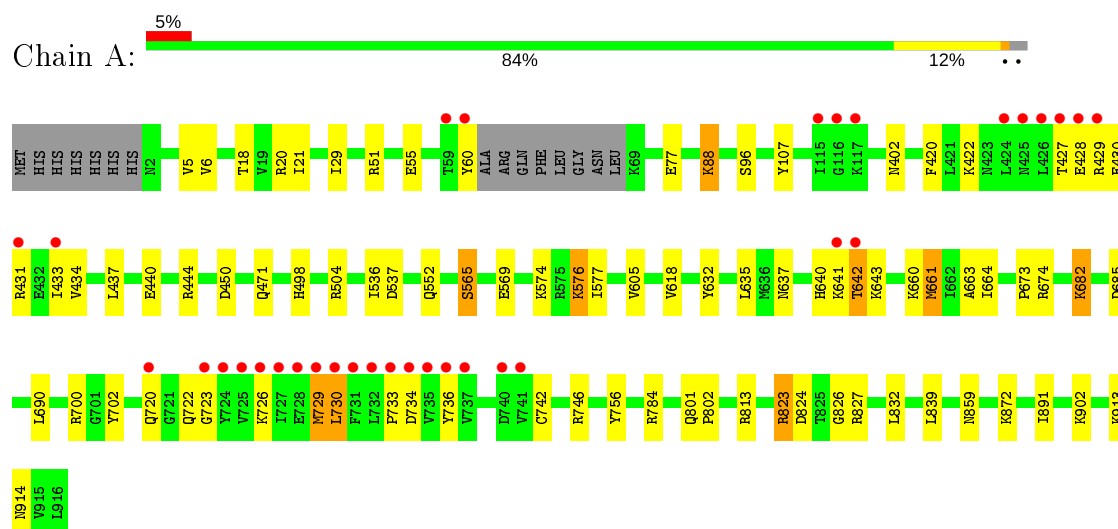 5%
Chain A:
84% 12% • •
MET HIS HIS HIS HIS HIS HIS N2 V5 V6 T18 V19 R20 I21 I29 R51 E55 T59 Y60 ALA ARG GLN PHE LEU GLY ASN LEU K69 E77 K88 S96 Y107 I115 G116 K117 N402 F420 L421 K422 N423 L424 N425 L426 T427 E428 R429
R431 E432 I433 V434 L437 E440 R444 D450 Q471 H498 R504 I536 D537 Q552 S565 E569 K574 R575 K576 I577 V605 V618 Y632 L635 M636 N637 H640 K641 T642 K643 K660 M661 I662 A663 I664 P673 R674 K682 D685
L690 R700 G701 Y702 Q720 G721 Q722 G723 Y724 V725 K726 I727 E728 M729 L730 F731 L732 P733 D734 V735 Y736 V737 D740 V741 C742 R746 Y756 R784 Q801 P802 R813 R823 D824 T825 G826 R827 L832 L839 N859 K872 I891 K902
N914 V915 L916